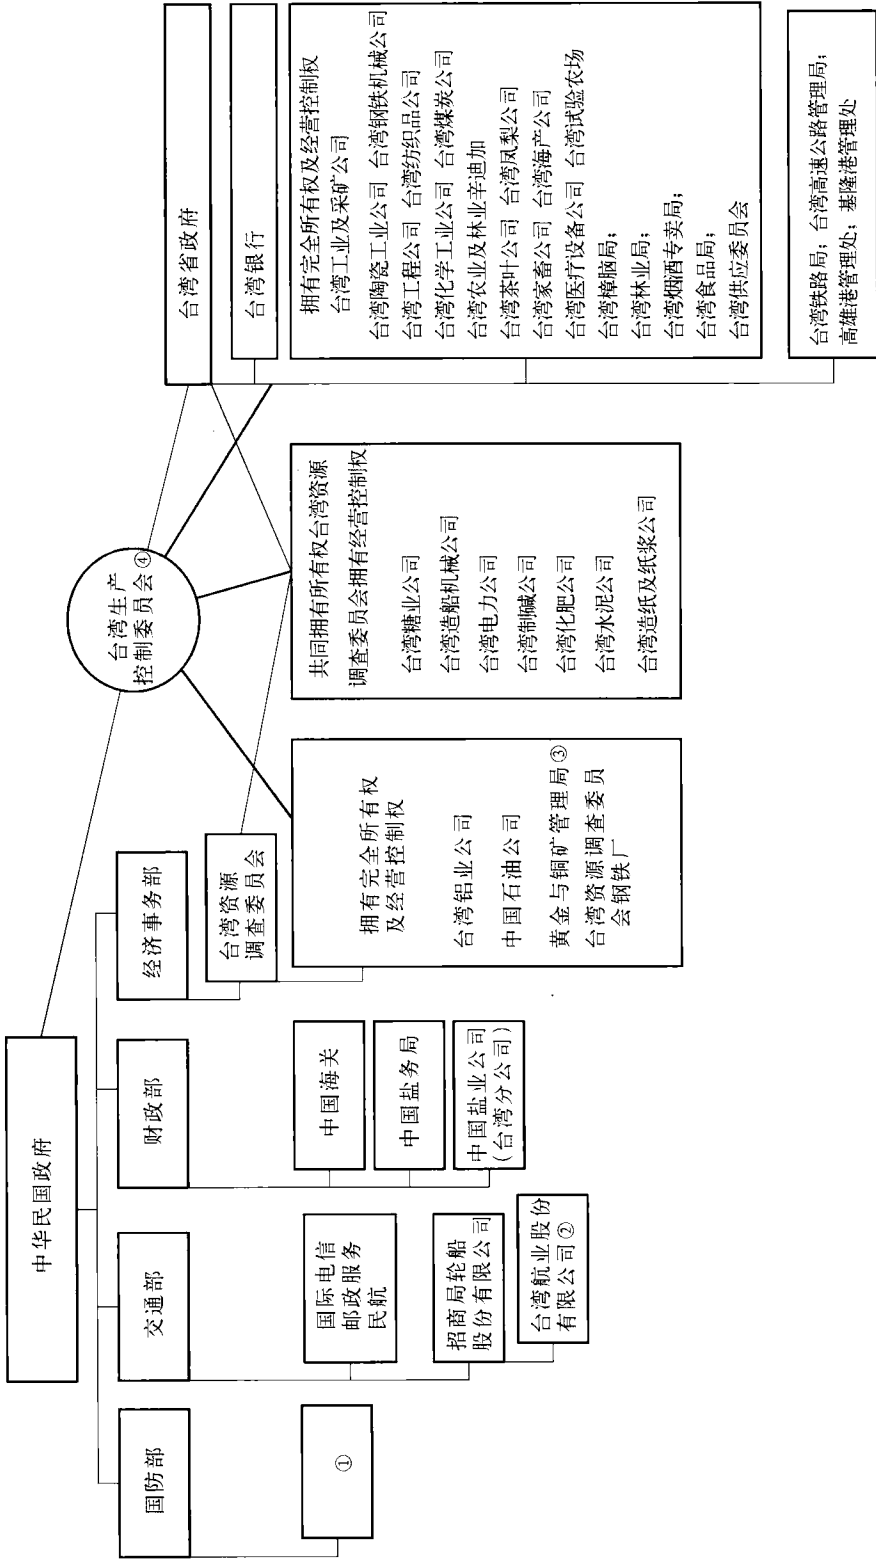 中华民国政府
国防部
①
交通部
国际电信
邮政服务
民航
招商局轮船
股份有限公司
台湾航业股份
有限公司②
财政部
中国海关
中国盐务局
中国盐业公司
(台湾分公司)
经济事务部
台湾资源
调查委员会
拥有完全所有权
及经营控制权
台湾铝业公司
中国石油公司
黄金与铜矿管理局③
台湾资源调查委员
会钢铁厂
台湾生产
控制委员会④
共同拥有所有权台湾资源
调查委员会拥有经营控制权
台湾糖业公司
台湾造船机械公司
台湾电力公司
台湾制碱公司
台湾化肥公司
台湾水泥公司
台湾造纸及纸浆公司
台湾省政府
台湾银行
拥有完全所有权及经营控制权
台湾工业及采矿公司
台湾陶瓷工业公司 台湾钢铁机械公司
台湾工程公司 台湾纺织品公司
台湾化学工业公司 台湾煤炭公司
台湾农业及林业辛迪加
台湾茶叶公司 台湾凤梨公司
台湾家畜公司 台湾海产公司
台湾医疗设备公司 台湾试验农场
台湾樟脑局;
台湾林业局;
台湾烟酒专卖局;
台湾食品局;
台湾供应委员会
台湾铁路局;台湾高速公路管理局;
高雄港管理处;基隆港管理处